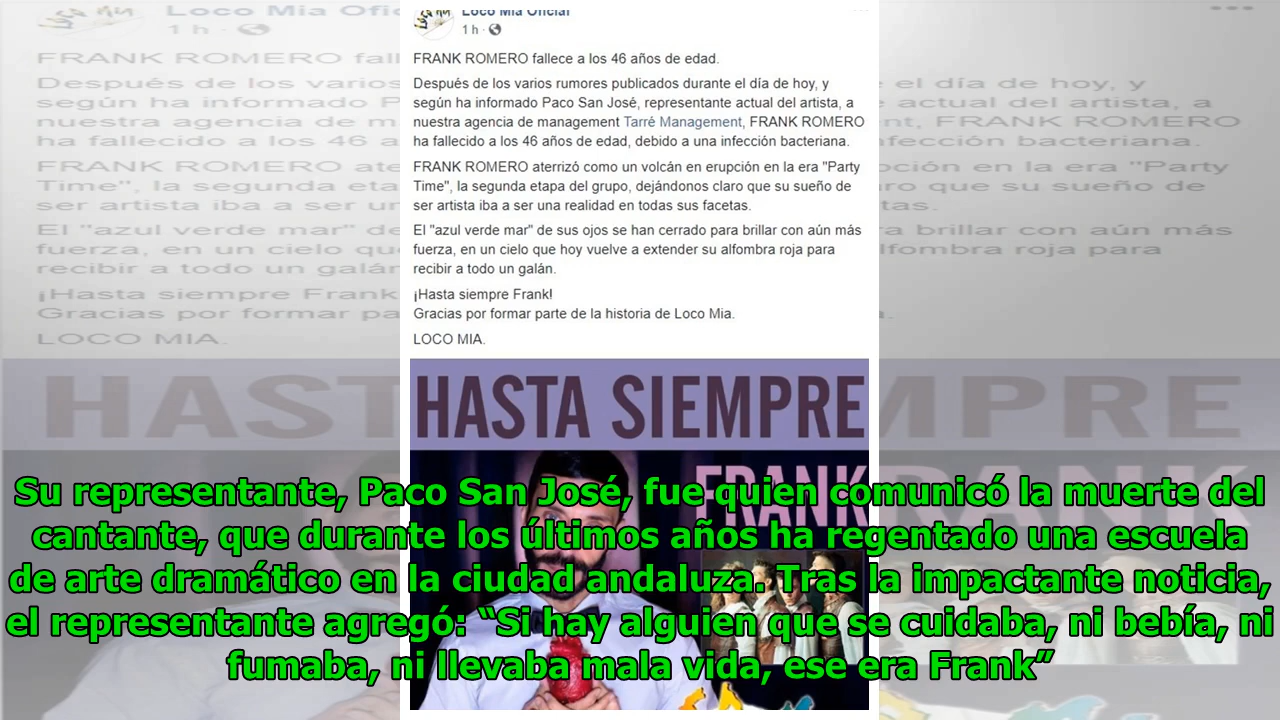 Loco Mia Oficial
1 h ·
FRANK ROMERO fallece a los 46 años de edad.
Después de los varios rumores publicados durante el día de hoy, y
según ha informado Paco San José, representante actual del artista, a
nuestra agencia de management Tarré Management, FRANK ROMERO
ha fallecido a los 46 años de edad, debido a una infección bacteriana.
FRANK ROMERO aterrizó como un volcán en erupción en la era "Party
Time", la segunda etapa del grupo, dejándonos claro que su sueño de
ser artista iba a ser una realidad en todas sus facetas.
El "azul verde mar" de sus ojos se han cerrado para brillar con aún más
fuerza, en un cielo que hoy vuelve a extender su alfombra roja para
recibir a todo un galán.
¡Hasta siempre Frank!
Gracias por formar parte de la historia de Loco Mia.
LOCO MIA.
HASTA SIEMPRE
FRANK
Su representante, Paco San José, fue quien comunicó la muerte del
cantante, que durante los últimos años ha regentado una escuela
de arte dramático en la ciudad andaluza. Tras la impactante noticia,
el representante agregó: “Si hay alguien que se cuidaba, ni bebía, ni
fumaba, ni llevaba mala vida, ese era Frank”